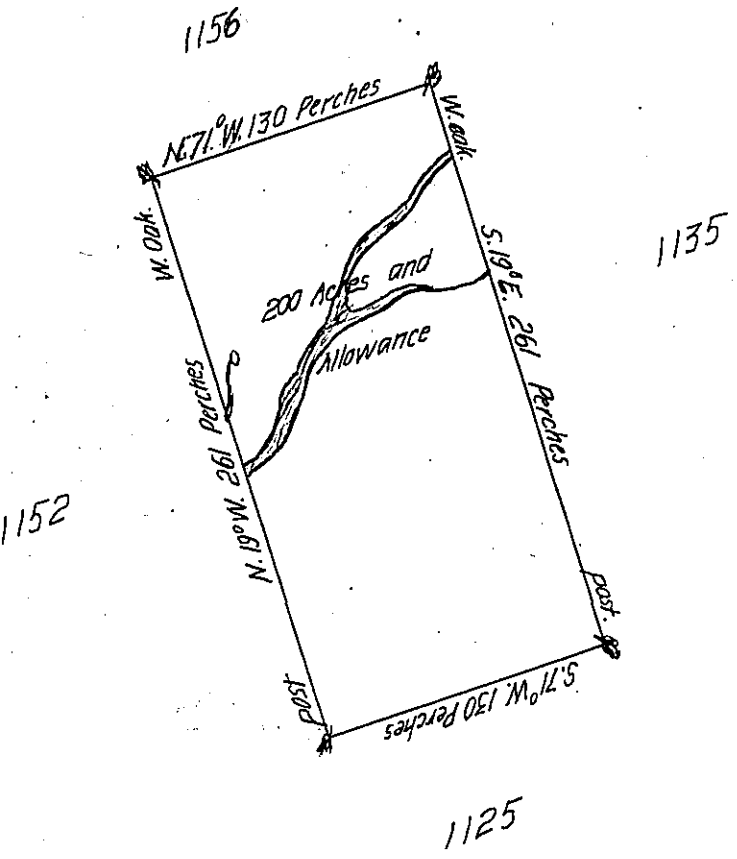 1156
N.71.°W. 130 Perches
W. oak.
W. Oak.
S.19°E. 261 Perches
1135
200 Acres and
Allowance
N.19°W. 261 Perches
1152
post.
post
S.71°W. 130 Perches
1125